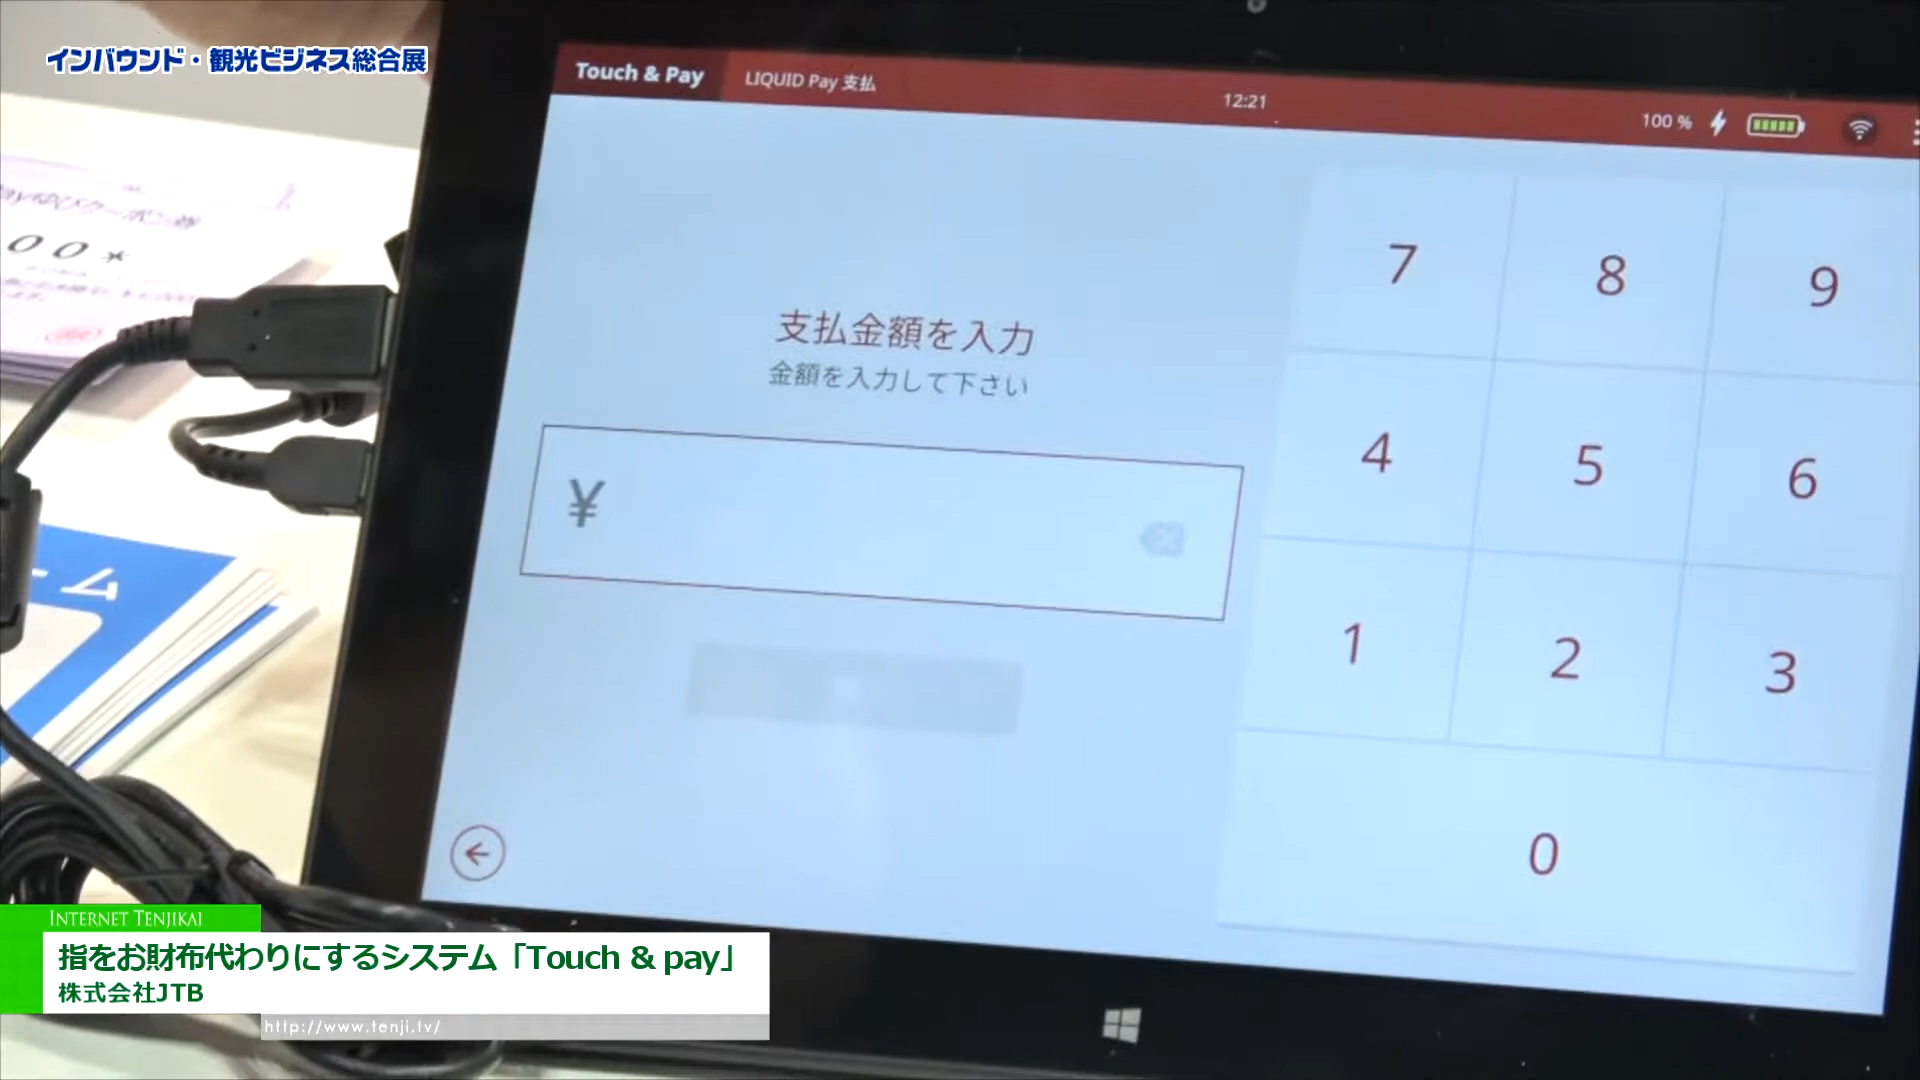 インバウンド・観光ビジネス総合展
Touch & Pay
LIQUID Pay 支払
12:21
100 %
支払金額を入力
金額を入力して下さい
¥
7 8 9
4 5 6
1 2 3
0
00*
ーム
INTERNET TENJIKAI
指をお財布代わりにするシステム「Touch & pay」
株式会社JTB
http://www.tenji.tv/